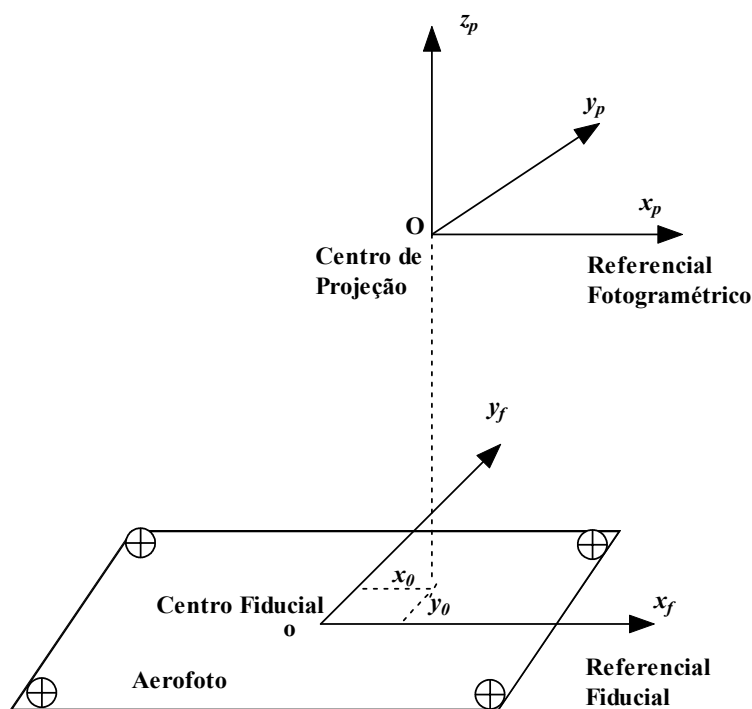 z_p
y_p
x_p
O
Centro de
Projeção
Referencial
Fotogramétrico
y_f
x_0
y_0
Centro Fiducial
o
x_f
Aerofoto
Referencial
Fiducial